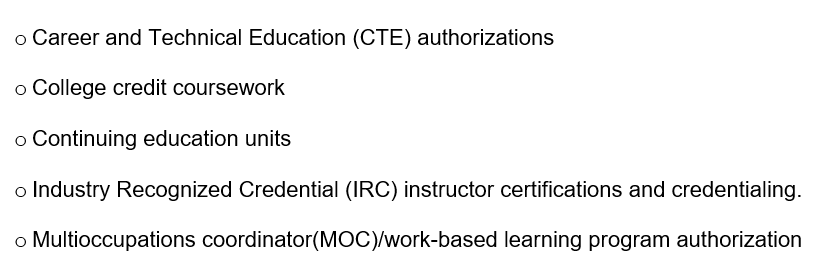 o Career and Technical Education (CTE) authorizations
o College credit coursework
o Continuing education units
o Industry Recognized Credential (IRC) instructor certifications and credentialing.
o Multioccupations coordinator(MOC)/work-based learning program authorization